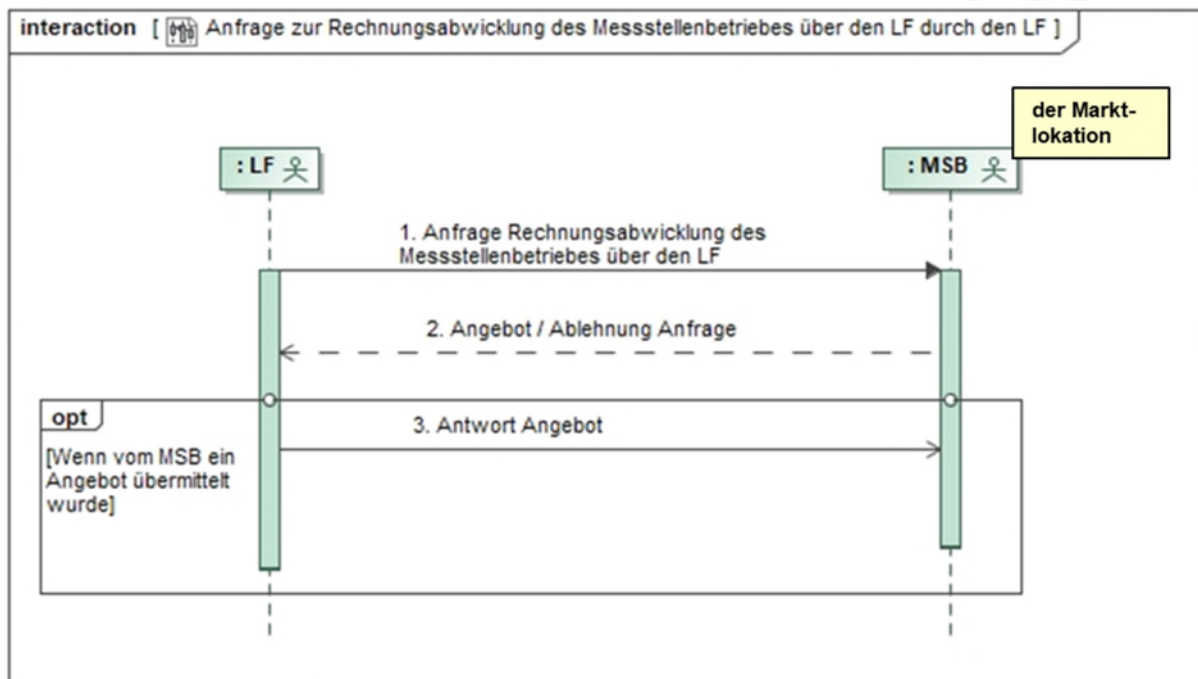 interaction [ Anfrage zur Rechnungsabwicklung des Messstellenbetriebes über den LF durch den LF ]
der Markt-
lokation
: LF
: MSB
1. Anfrage Rechnungsabwicklung des
Messstellenbetriebes über den LF
2. Angebot / Ablehnung Anfrage
opt
3. Antwort Angebot
[Wenn vom MSB ein
Angebot übermittelt
wurde]